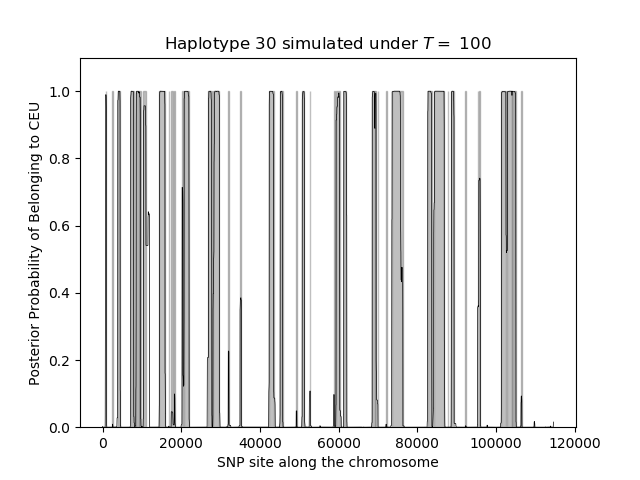 Haplotype 30 simulated under T = 100
Posterior Probability of Belonging to CEU
1.0
0.8
0.6
0.4
0.2
0.0
0 20000 40000 60000 80000 100000 120000
SNP site along the chromosome